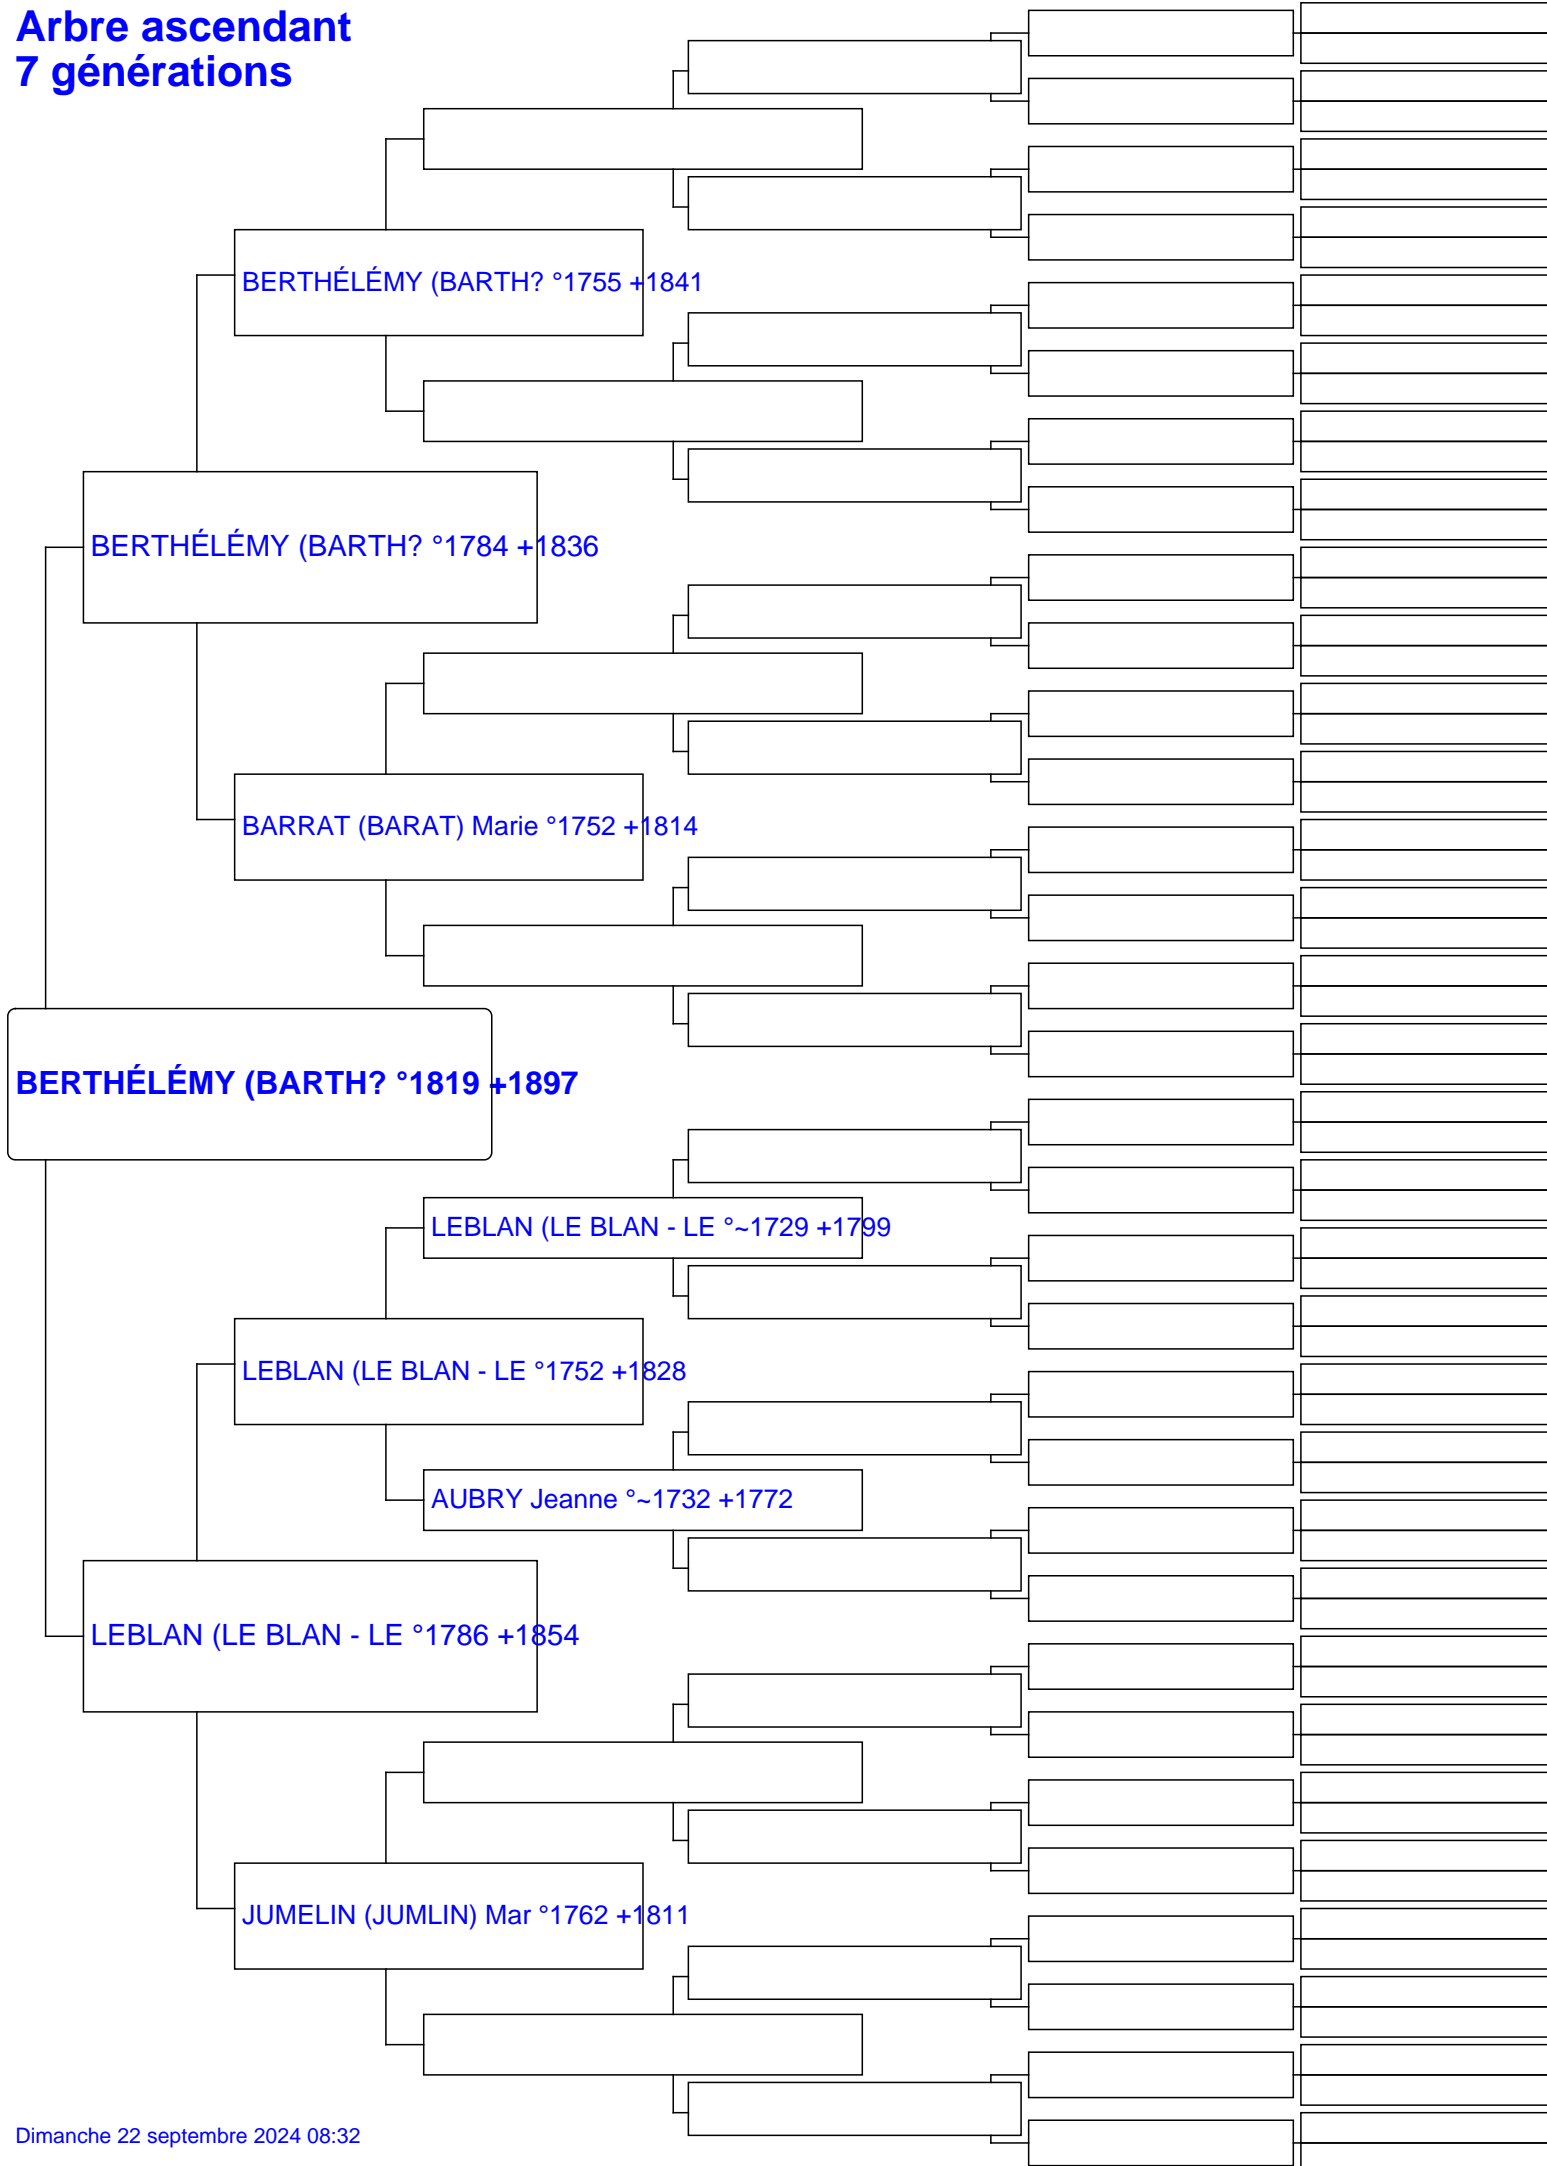 Arbre ascendant
7 générations
BERTHÉLÉMY (BARTH? °1755 +1841
BERTHÉLÉMY (BARTH? °1784 +1836
BARRAT (BARAT) Marie °1752 +1814
BERTHÉLÉMY (BARTH? °1819 +1897
LEBLAN (LE BLAN - LE °~1729 +1799
LEBLAN (LE BLAN - LE °1752 +1828
AUBRY Jeanne °~1732 +1772
LEBLAN (LE BLAN - LE °1786 +1854
JUMELIN (JUMLIN) Mar °1762 +1811
Dimanche 22 septembre 2024 08:32